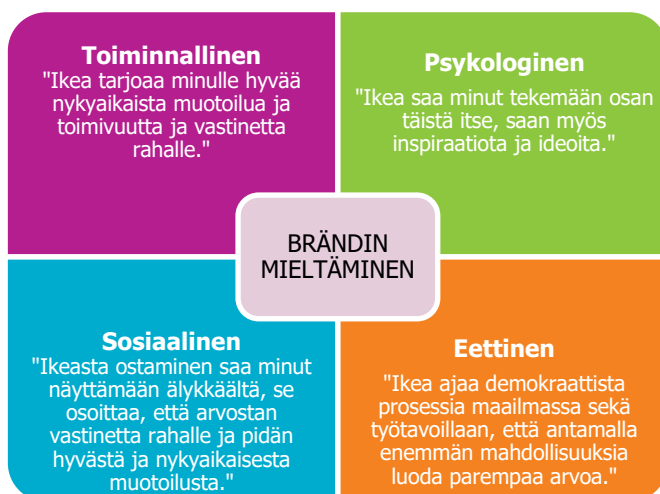 Toiminnallinen
"Ikea tarjoaa minulle hyvää
nykyaikaista muotoilua ja
toimivuutta ja vastinetta
rahalle."
Psykologinen
"Ikea saa minut tekemään osan
täistä itse, saan myös
inspiraatiota ja ideoita."
BRÄNDIN
MIELTÄMINEN
Sosiaalinen
"Ikeasta ostaminen saa minut
näyttämään älykkäältä, se
osoittaa, että arvostan
vastinetta rahalle ja pidän
hyvästä ja nykyaikaisesta
muotoilusta."
Eettinen
"Ikea ajaa demokraattista
prosessia maailmassa sekä
työtavoillaan, että antamalla
enemmän mahdollisuuksia
luoda parempaa arvoa."